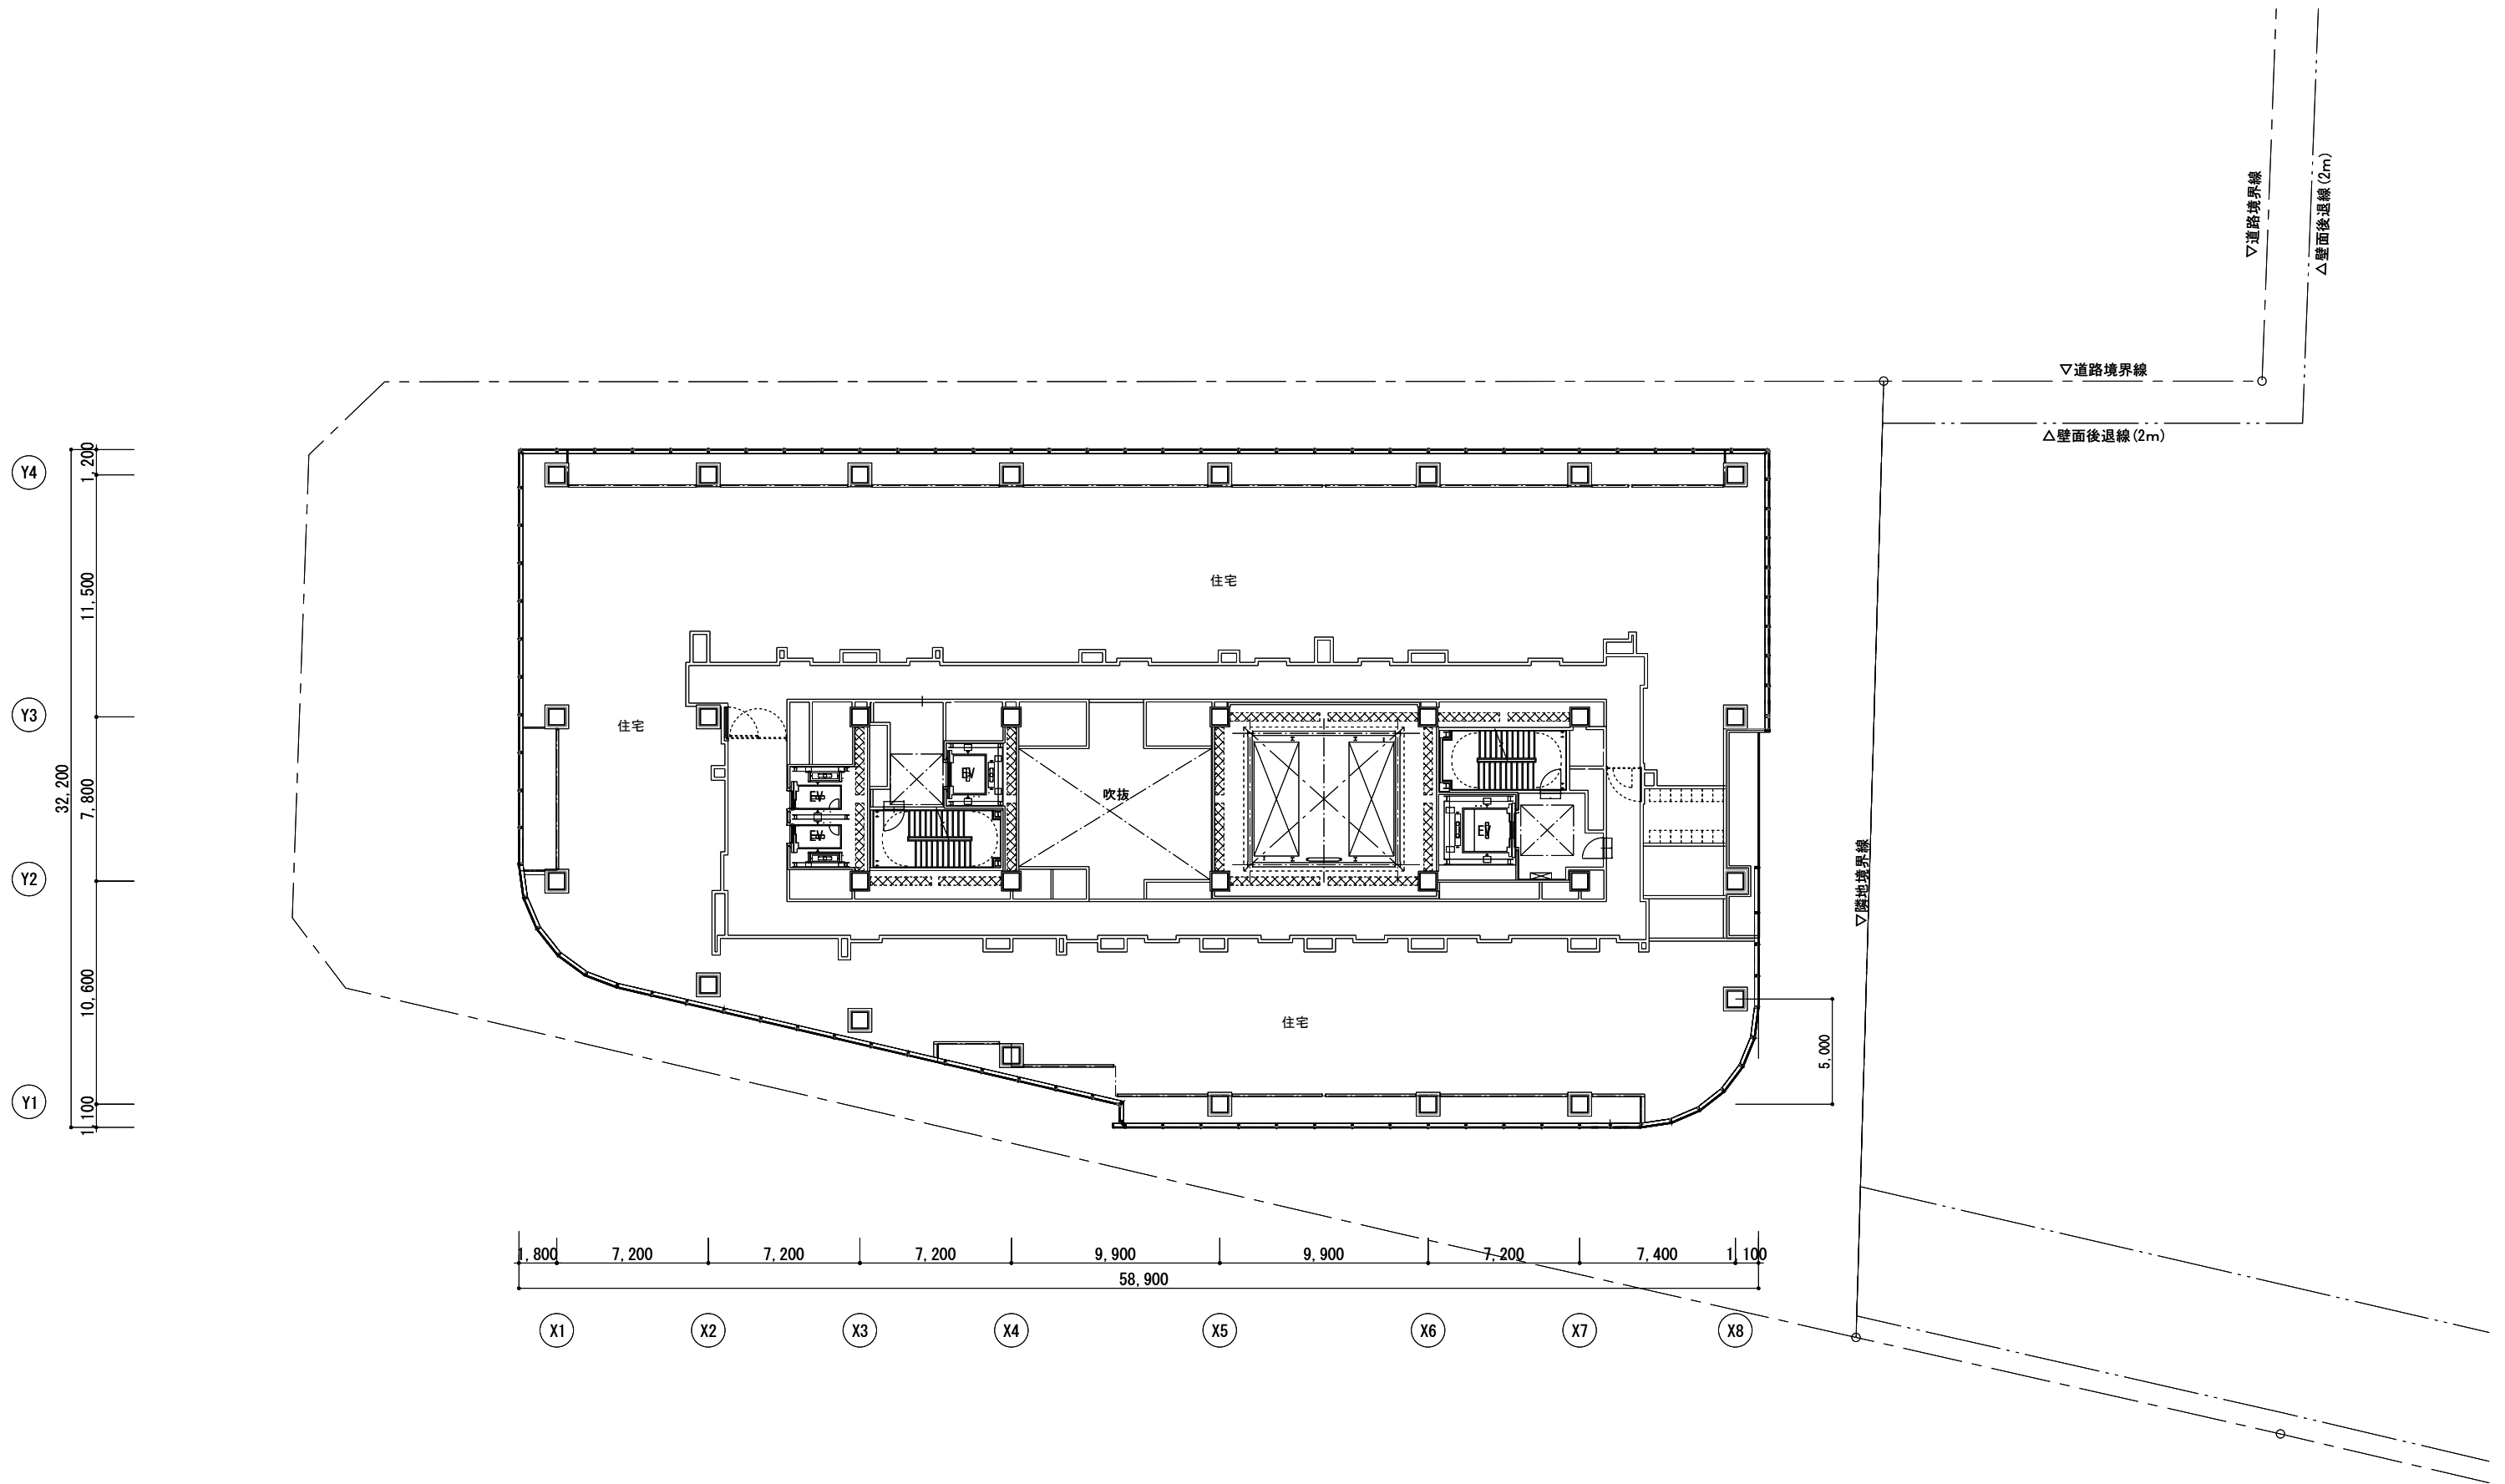 ▽道路境界線
△壁面後退線(2m)
▽道路境界線
△壁面後退線(2m)
Y4
Y3
Y2
Y1
1,200
11,500
7,800
10,600
1,100
32,200
住宅
住宅
EV
EV
EV
吹抜
EV
住宅
▽隣地境界線
5,000
1,800
7,200
7,200
7,200
9,900
9,900
7,200
7,400
1,100
58,900
X1
X2
X3
X4
X5
X6
X7
X8